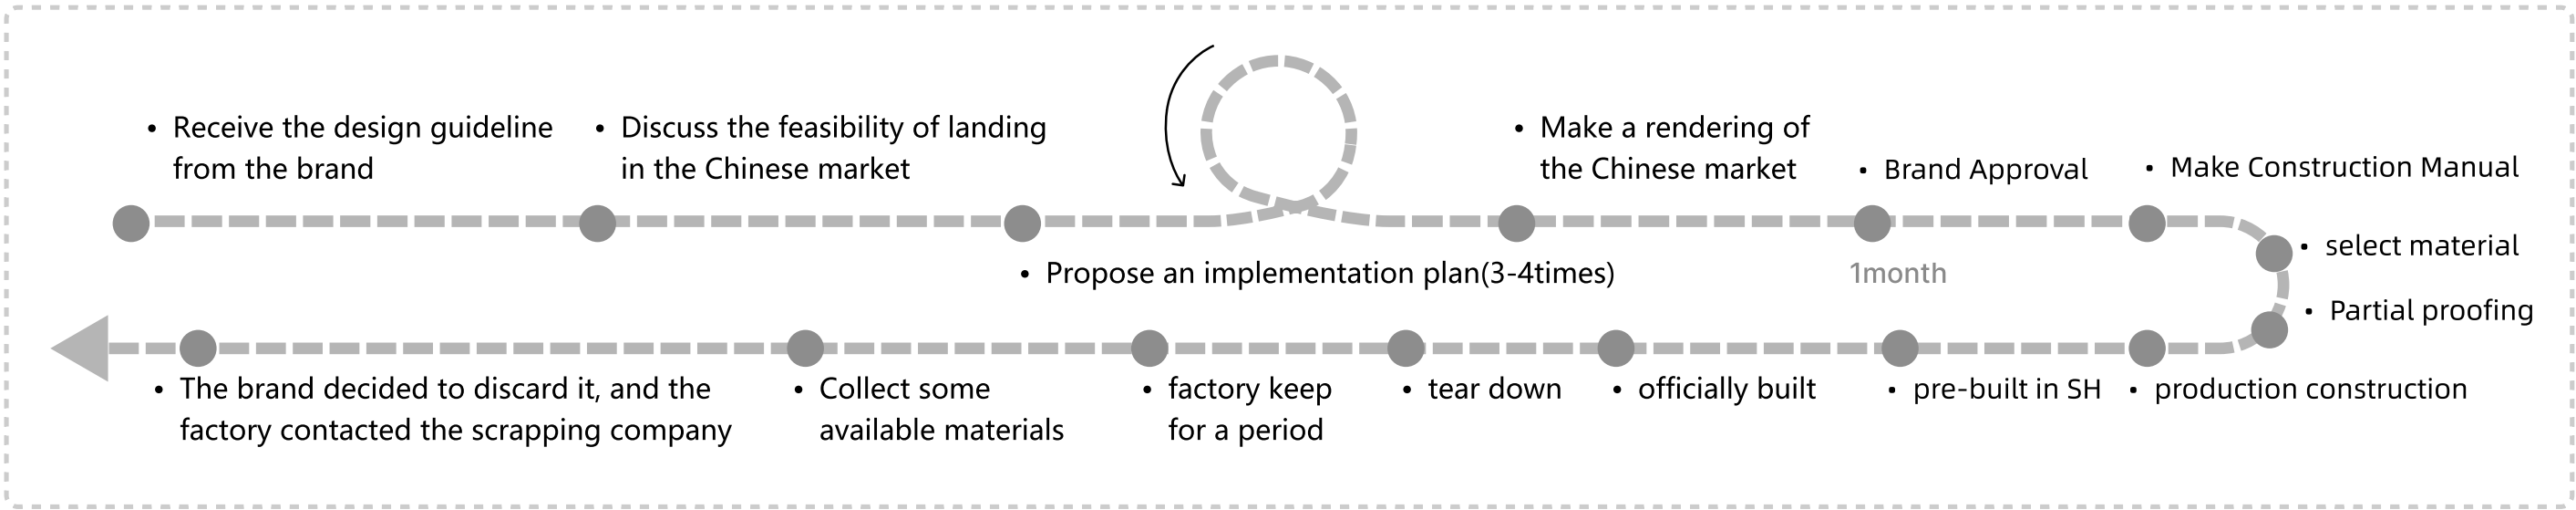 • Receive the design guideline
from the brand
• Discuss the feasibility of landing
in the Chinese market
• Propose an implementation plan(3-4times)
• Make a rendering of
the Chinese market
• Brand Approval
1month
• Make Construction Manual
• select material
• Partial proofing
• production construction
• pre-built in SH
• officially built
• tear down
• factory keep
for a period
• Collect some
available materials
• The brand decided to discard it, and the
factory contacted the scrapping company